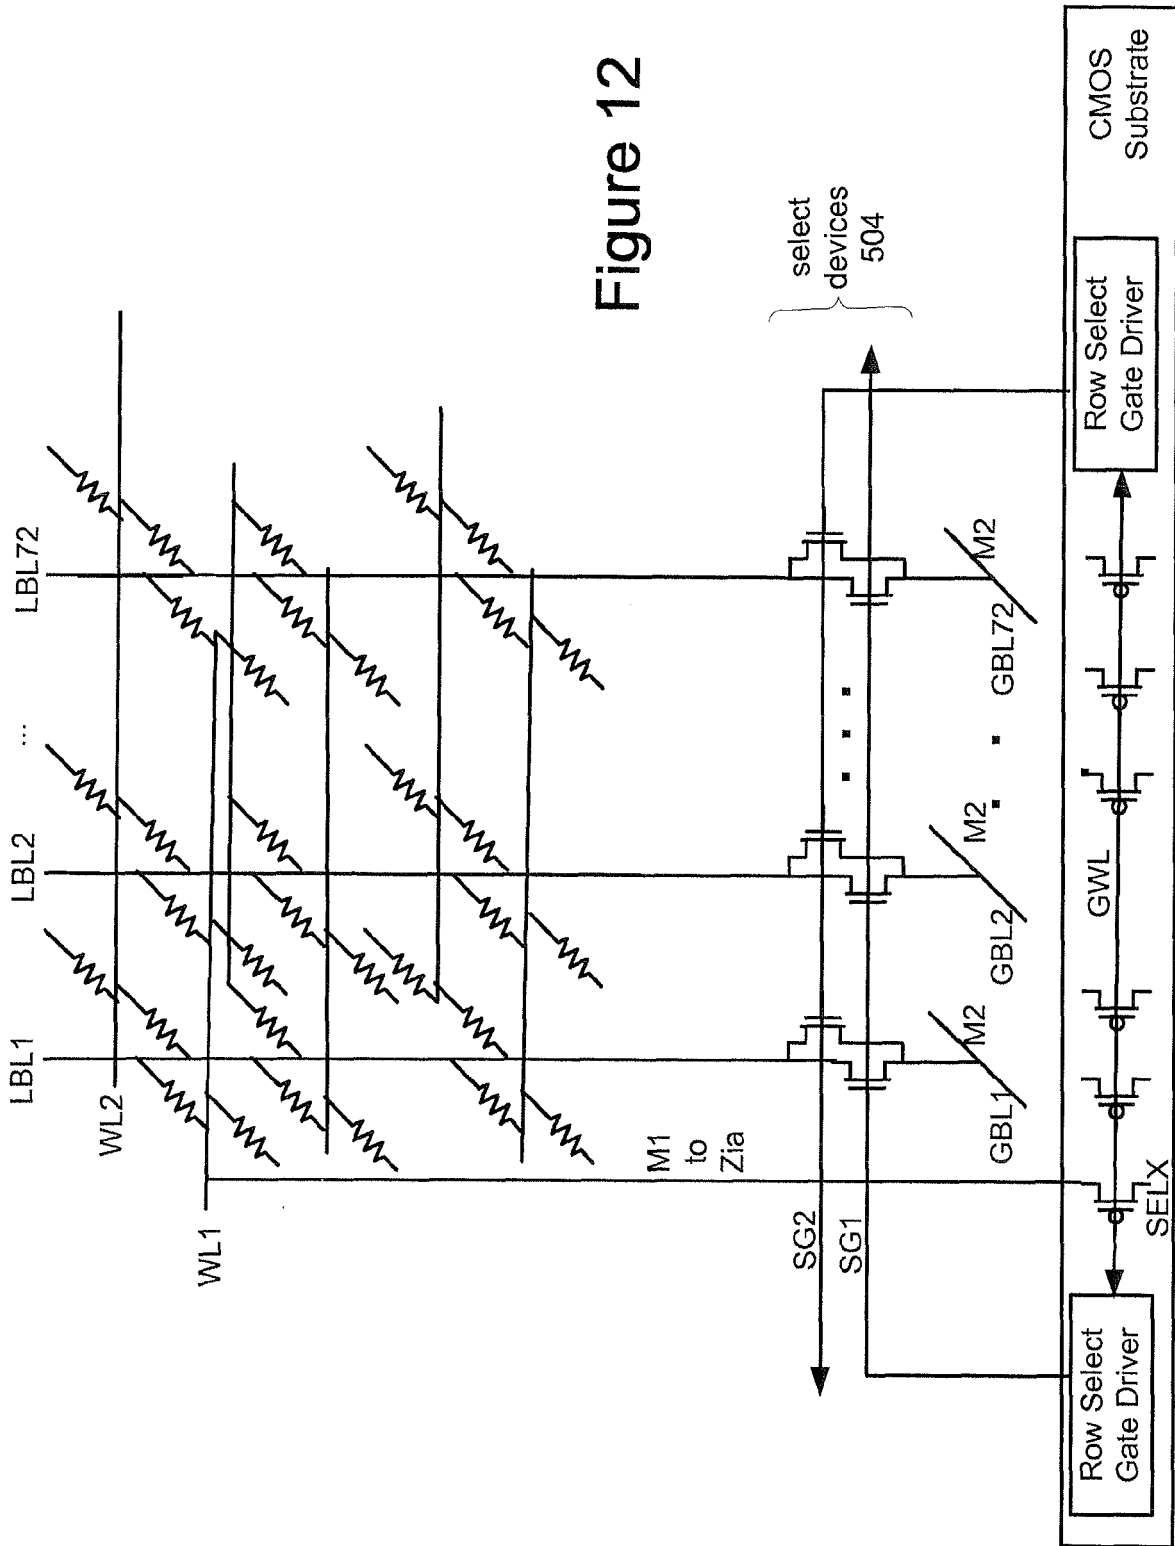 LBL1
LBL2
...
LBL72
WL2
WL1
M1
to
Zia
SG2
SG1
select
devices
504
M2
M2
M2
GBL1
GBL2
GBL72
GWL
SELX
Row Select
Gate Driver
Row Select
Gate Driver
CMOS
Substrate
Figure 12